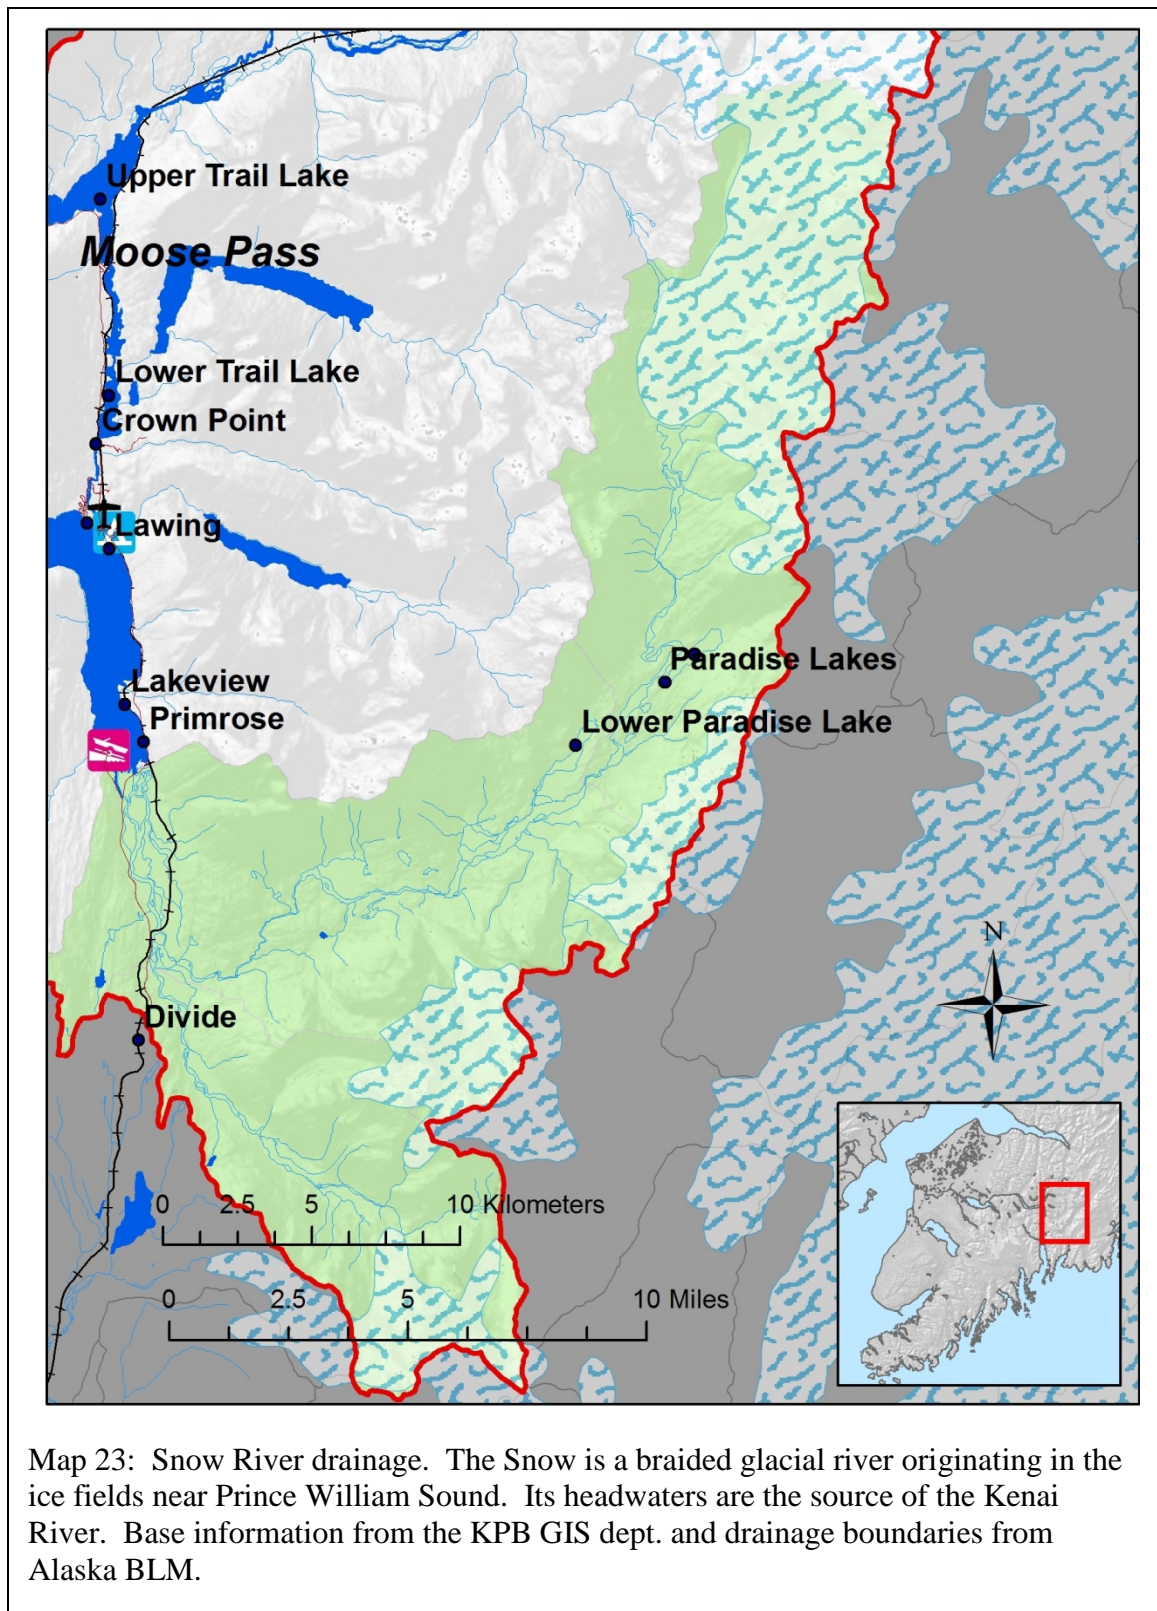 Upper Trail Lake
Moose Pass
Lower Trail Lake
Crown Point
Lawing
Paradise Lakes
Lakeview
Primrose
Lower Paradise Lake
N
Divide
0 2.5 5 10 Kilometers
0 2.5 5 10 Miles
Map 23: Snow River drainage. The Snow is a braided glacial river originating in the
ice fields near Prince William Sound. Its headwaters are the source of the Kenai
River. Base information from the KPB GIS dept. and drainage boundaries from
Alaska BLM.